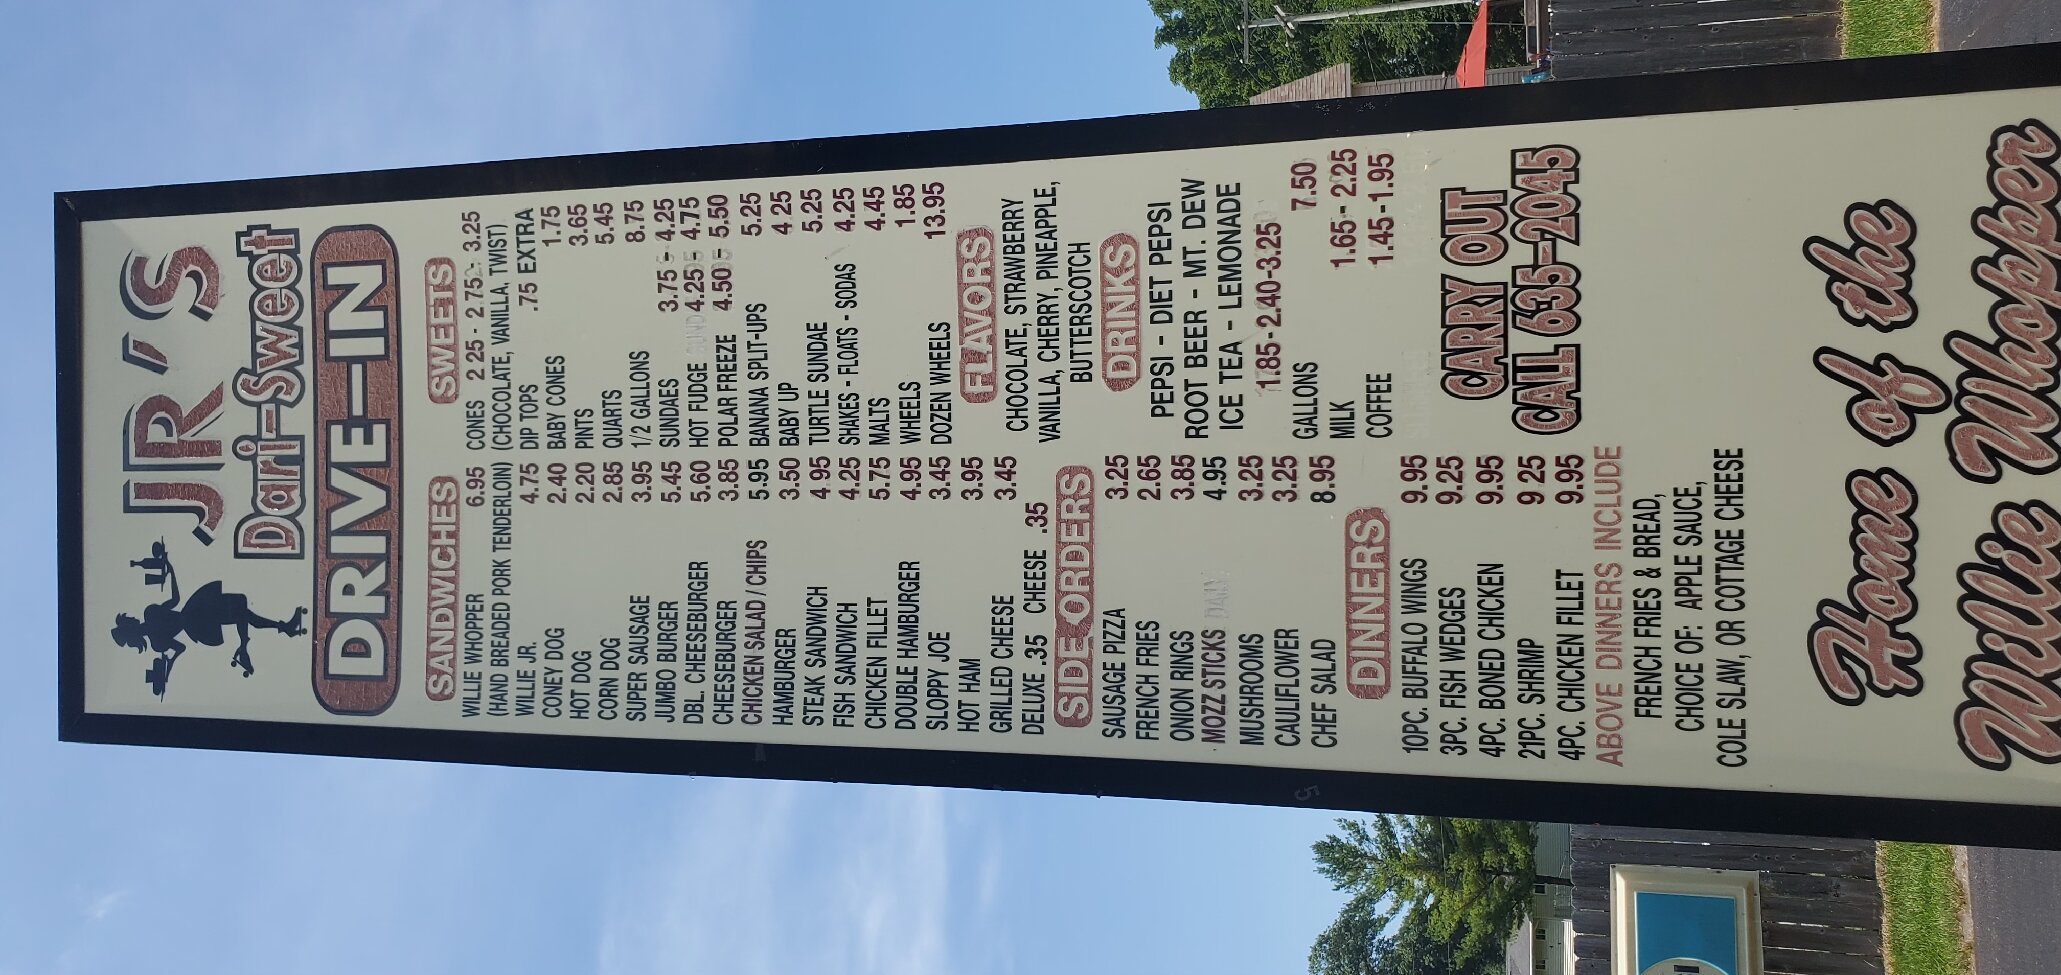 JR'S
Dari-Sweet
DRIVE-IN
SANDWICHES
WILLIE WHOPPER 6.95
(HAND BREADED PORK TENDERLOIN)
WILLIE JR. 4.75
CONEY DOG 2.40
HOT DOG 2.20
CORN DOG 2.85
SUPER SAUSAGE 3.95
JUMBO BURGER 5.45
DBL. CHEESEBURGER 5.60
CHEESEBURGER 3.85
CHICKEN SALAD / CHIPS 5.95
HAMBURGER 3.50
STEAK SANDWICH 4.95
FISH SANDWICH 4.25
CHICKEN FILLET 5.75
DOUBLE HAMBURGER 4.95
SLOPPY JOE 3.45
HOT HAM 3.95
GRILLED CHEESE 3.45
DELUXE .35 CHEESE .35
SIDE ORDERS
SAUSAGE PIZZA 3.25
FRENCH FRIES 2.65
ONION RINGS 3.85
MOZZ STICKS 4.95
MUSHROOMS 3.25
CAULIFLOWER 3.25
CHEF SALAD 8.95
DINNERS
10PC. BUFFALO WINGS 9.95
3PC. FISH WEDGES 9.25
4PC. BONED CHICKEN 9.95
21PC. SHRIMP 9 25
4PC. CHICKEN FILLET 9.95
ABOVE DINNERS INCLUDE
FRENCH FRIES & BREAD,
CHOICE OF: APPLE SAUCE,
COLE SLAW, OR COTTAGE CHEESE
SWEETS
CONES 2 25 - 2 75 - 3.25
(CHOCOLATE, VANILLA, TWIST)
DIP TOPS .75 EXTRA
BABY CONES 1.75
PINTS 3.65
QUARTS 5.45
1/2 GALLONS 8.75
SUNDAES 3.75 - 4.25
HOT FUDGE 4.25 - 4.75
POLAR FREEZE 4.50 - 5.50
BANANA SPLIT-UPS 5.25
BABY UP 4.25
TURTLE SUNDAE 5.25
SHAKES - FLOATS - SODAS 4.25
MALTS 4.45
WHEELS 1.85
DOZEN WHEELS 13.95
FLAVORS
CHOCOLATE, STRAWBERRY
VANILLA, CHERRY, PINEAPPLE,
BUTTERSCOTCH
DRINKS
PEPSI - DIET PEPSI
ROOT BEER - MT. DEW
ICE TEA - LEMONADE
1.85-2.40-3.25
GALLONS 7.50
MILK 1.65 - 2.25
COFFEE 1.45-1.95
CARRY OUT
CALL 635-2045
Home of the
Willie Whopper